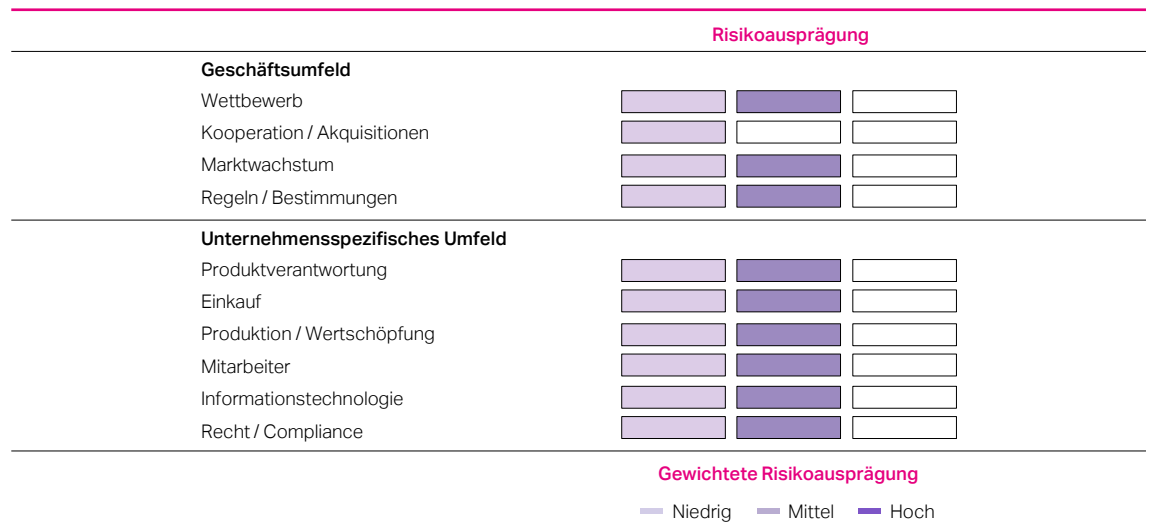 Risikoausprägung
Geschäftsumfeld
Wettbewerb
Kooperation / Akquisitionen
Marktwachstum
Regeln / Bestimmungen
Unternehmensspezifisches Umfeld
Produktverantwortung
Einkauf
Produktion / Wertschöpfung
Mitarbeiter
Informationstechnologie
Recht / Compliance
Gewichtete Risikoausprägung
Niedrig Mittel Hoch